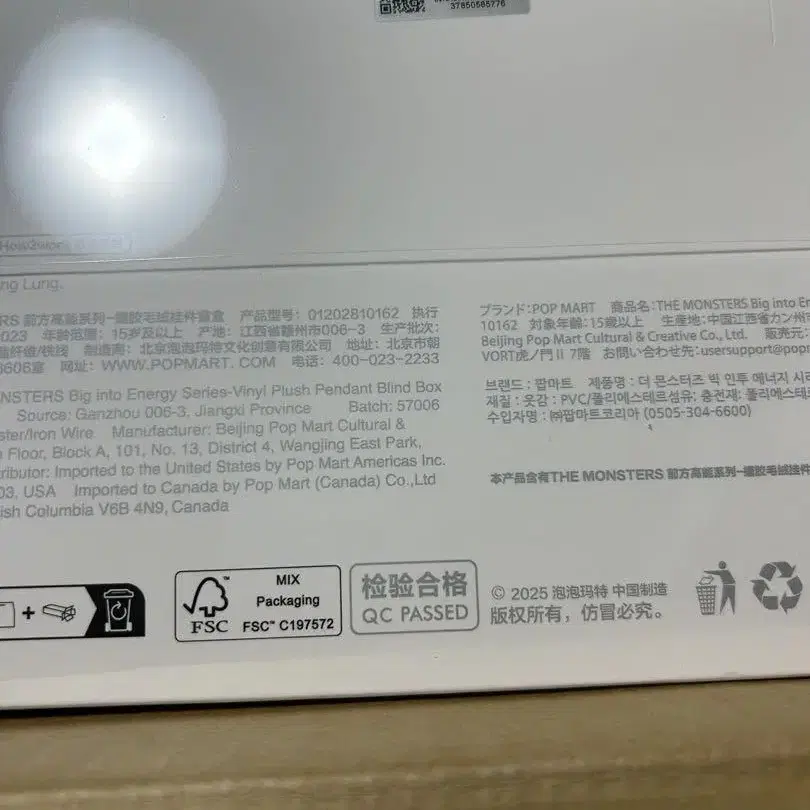 37850565776
How2work
ng Lung.
RS 前方高能系列-搪胶毛绒挂件盲盒 产品型号：01202810162 执行
023 年龄范围：15岁及以上 产地：江西省赣州市006-3 生产批次：
纤维/铁线 制造商：北京泡泡玛特文化创意有限公司 地址：北京市朝
3606室 网址：WWW.POPMART.COM 电话：400-023-2233
NSTERS Big into Energy Series-Vinyl Plush Pendant Blind Box
Source: Ganzhou 006-3, Jiangxi Province Batch: 57006
ster/Iron Wire Manufacturer: Beijing Pop Mart Cultural &
Floor, Block A, 101, No. 13, District 4, Wangjing East Park,
ributor: Imported to the United States by Pop Mart Americas Inc.
03, USA Imported to Canada by Pop Mart (Canada) Co.,Ltd
ish Columbia V6B 4N9, Canada
ブランド：POP MART 商品名：THE MONSTERS Big into En
10162 対象年齢：15歳以上 生産地：中国江西省カン州市
Beijing Pop Mart Cultural & Creative Co., Ltd. 販売元：
VORT虎ノ門Ⅱ 7階 お問い合わせ先：usersupport@pop
브랜드 : 팝마트 제품명 : 더 몬스터즈 빅 인투 에너지 시리
재질 : 옷감 : PVC/폴리에스테르섬유; 충전재: 폴리에스테르
수입자명 : ㈜팝마트코리아 (0505-304-6600)
本产品含有THE MONSTERS 前方高能系列-搪胶毛绒挂件
+
FSC
MIX
Packaging
FSC™ C197572
检验合格
QC PASSED
© 2025 泡泡玛特 中国制造
版权所有，仿冒必究。